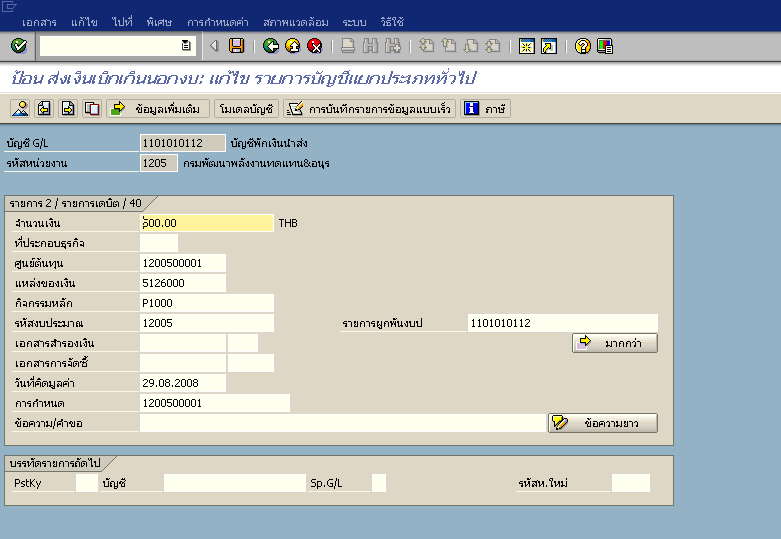 เอกสาร แก้ไข ไปที่ พิเศษ การกำหนดค่า สภาพแวดล้อม ระบบ วิธีใช้
ป้อน ส่งเงินเบิกเกินนอกงบ: แก้ไข รายการบัญชีแยกประเภททั่วไป
ข้อมูลเพิ่มเติม โมเดลบัญชี การบันทึกรายการข้อมูลแบบเร็ว ภาษี
บัญชี G/L 1101010112 บัญชีพักเงินนำส่ง
รหัสหน่วยงาน 1205 กรมพัฒนาพลังงานทดแทน&อนุร
รายการ 2 / รายการเดบิต / 40
จำนวนเงิน 500.00 THB
ที่ประกอบธุรกิจ
ศูนย์ต้นทุน 1200500001
แหล่งของเงิน 5126000
กิจกรรมหลัก P1000
รหัสงบประมาณ 12005 รายการผูกพันงบป 1101010112
เอกสารสำรองเงิน มากกว่า
เอกสารการจัดซื้
วันที่คิดมูลค่า 29.08.2008
การกำหนด 1200500001
ข้อความ/คำขอ ข้อความยาว
บรรทัดรายการถัดไป
PstKy บัญชี Sp.G/L รหัสห.ใหม่